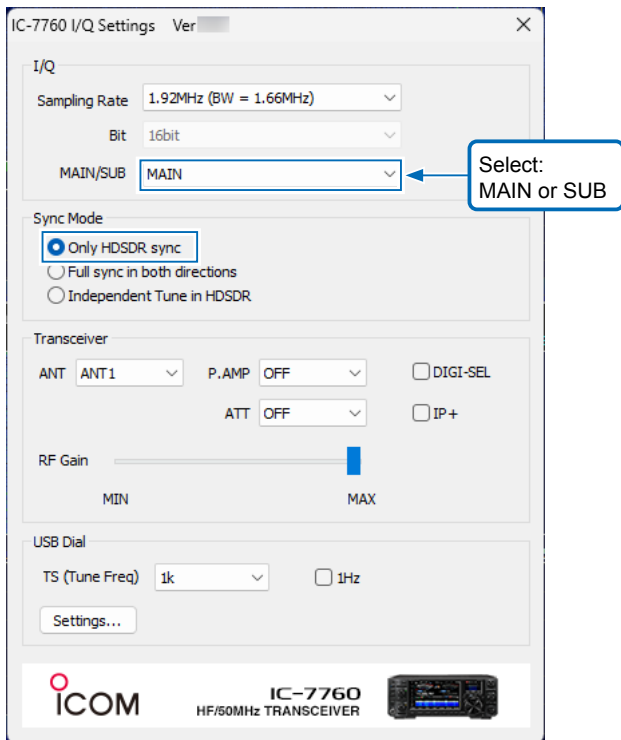 IC-7760 I/Q Settings Ver
I/Q
Sampling Rate 1.92MHz (BW = 1.66MHz)
Bit 16bit
MAIN/SUB MAIN
Select:
MAIN or SUB
Sync Mode
Only HDSDR sync
Full sync in both directions
Independent Tune in HDSDR
Transceiver
ANT ANT1 P.AMP OFF DIGI-SEL
ATT OFF IP+
RF Gain
MIN MAX
USB Dial
TS (Tune Freq) 1k 1Hz
Settings...
ICOM IC-7760
HF/50MHz TRANSCEIVER